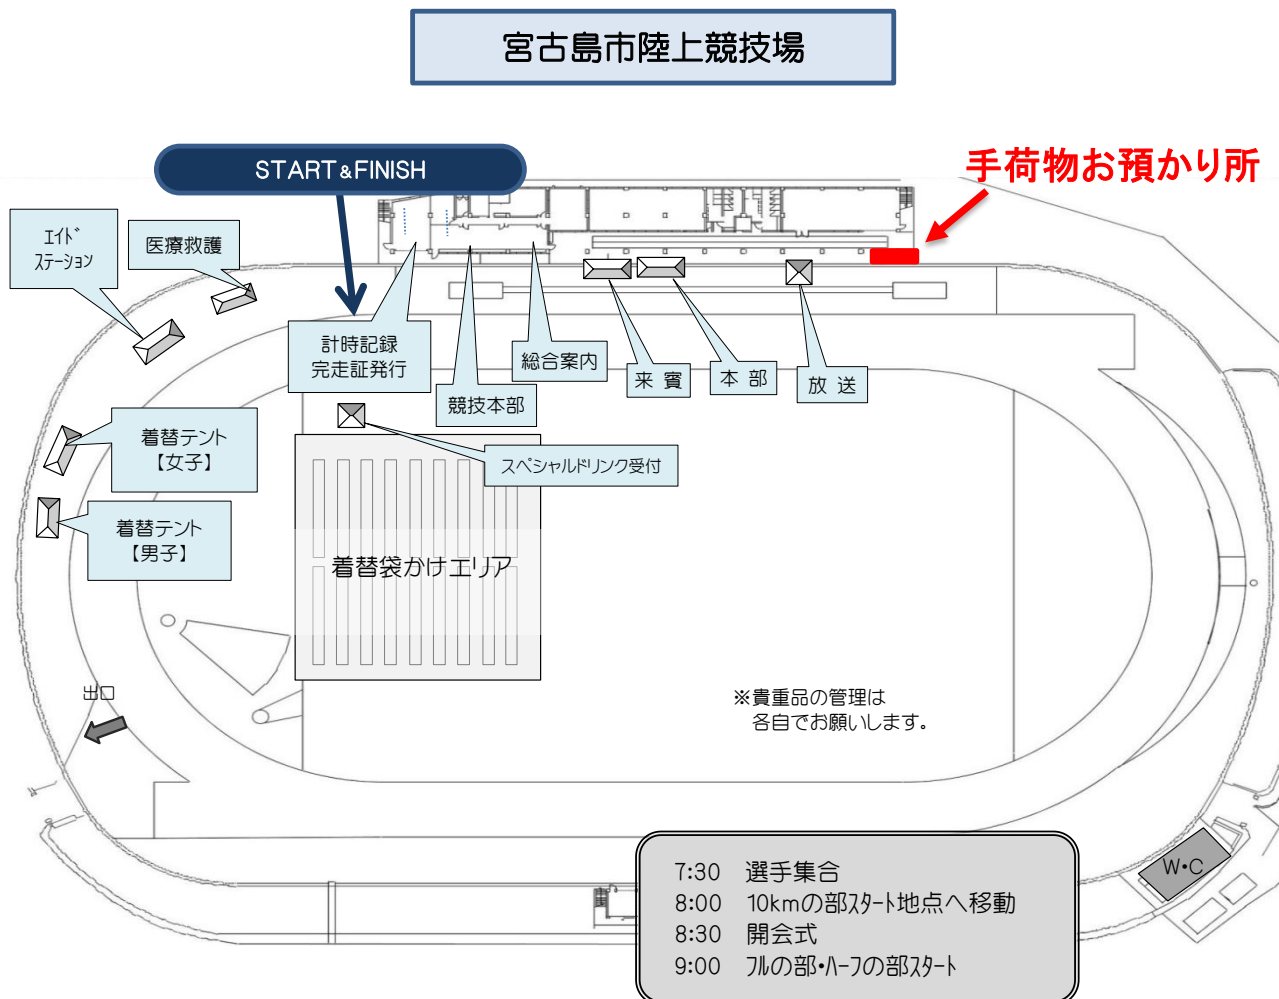 宮古島市陸上競技場
START&FINISH
手荷物お預かり所
ｴｲﾄﾞ
ｽﾃｰｼｮﾝ
医療救護
計時記録
完走証発行
競技本部
総合案内
来 賓
本 部
放 送
着替テント
【女子】
スペシャルドリンク受付
着替テント
【男子】
着替袋かけエリア
出口
※貴重品の管理は
各自でお願いします。
W・C
7:30 選手集合
8:00 10kmの部ｽﾀｰﾄ地点へ移動
8:30 開会式
9:00 ﾌﾙの部・ﾊｰﾌの部ｽﾀｰﾄ